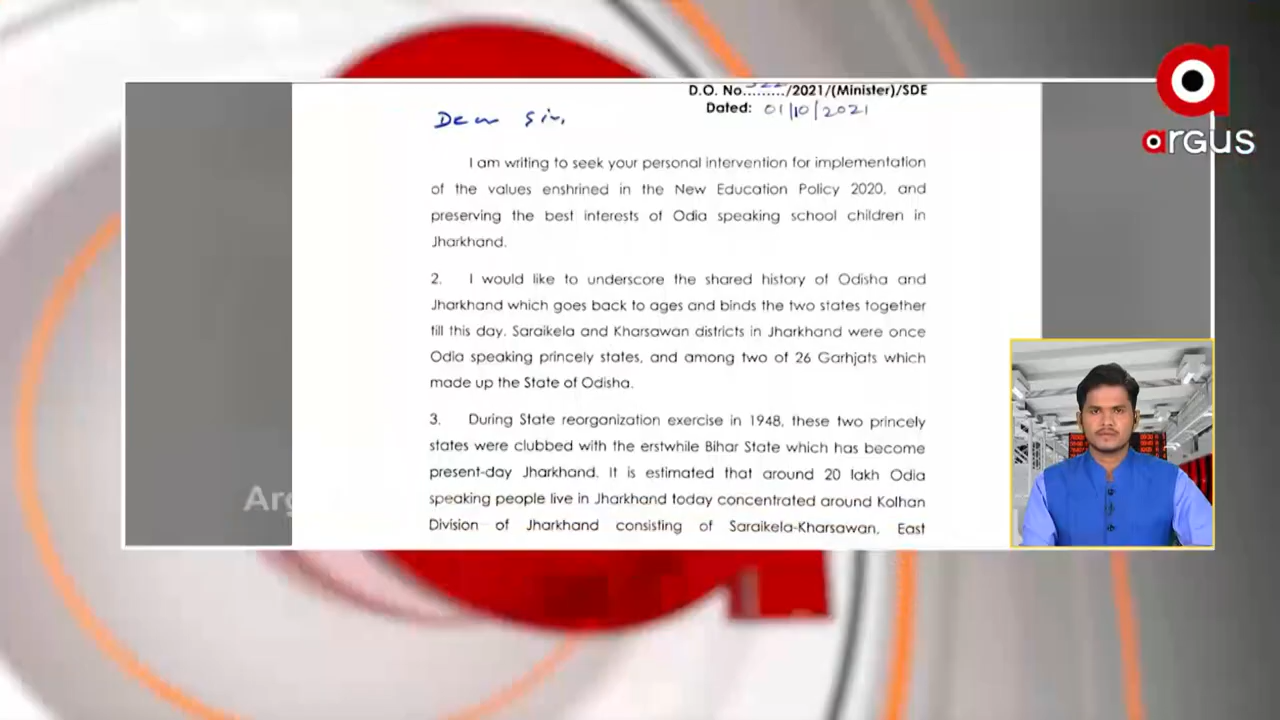 D.O. No........./2021/(Minister)/SDE
Dated: 01/10/2021
Dear Sir,
I am writing to seek your personal intervention for implementation
of the values enshrined in the New Education Policy 2020, and
preserving the best interests of Odia speaking school children in
Jharkhand.
2. I would like to underscore the shared history of Odisha and
Jharkhand which goes back to ages and binds the two states together
till this day. Saraikela and Kharsawan districts in Jharkhand were once
Odia speaking princely states, and among two of 26 Garhjats which
made up the State of Odisha.
3. During State reorganization exercise in 1948, these two princely
states were clubbed with the erstwhile Bihar State which has become
present-day Jharkhand. It is estimated that around 20 lakh Odia
speaking people live in Jharkhand today concentrated around Kolhan
Division of Jharkhand consisting of Saraikela-Kharsawan, East
argus